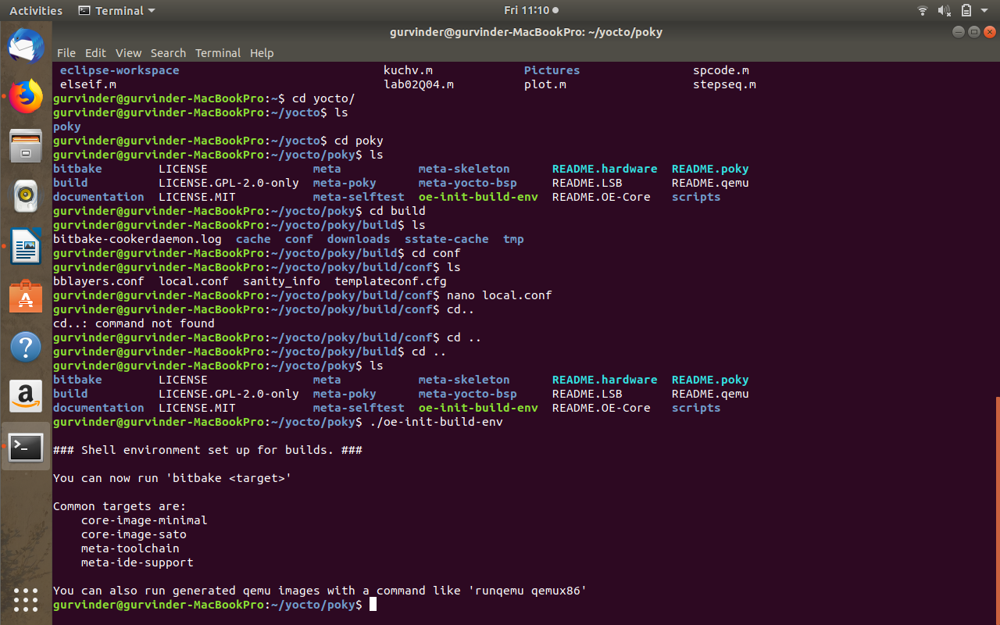 Activities Terminal Fri 11:10
gurvinder@gurvinder-MacBookPro: ~/yocto/poky
File Edit View Search Terminal Help
eclipse-workspace kuchv.m Pictures spcode.m
elseif.m lab02Q04.m plot.m stepseq.m
gurvinder@gurvinder-MacBookPro:~$ cd yocto/
gurvinder@gurvinder-MacBookPro:~/yocto$ ls
poky
gurvinder@gurvinder-MacBookPro:~/yocto$ cd poky
gurvinder@gurvinder-MacBookPro:~/yocto/poky$ ls
bitbake LICENSE meta meta-skeleton README.hardware README.poky
build LICENSE.GPL-2.0-only meta-poky meta-yocto-bsp README.LSB README.qemu
documentation LICENSE.MIT meta-selftest oe-init-build-env README.OE-Core scripts
gurvinder@gurvinder-MacBookPro:~/yocto/poky$ cd build
gurvinder@gurvinder-MacBookPro:~/yocto/poky/build$ ls
bitbake-cookerdaemon.log cache conf downloads sstate-cache tmp
gurvinder@gurvinder-MacBookPro:~/yocto/poky/build$ cd conf
gurvinder@gurvinder-MacBookPro:~/yocto/poky/build/conf$ ls
bblayers.conf local.conf sanity_info templateconf.cfg
gurvinder@gurvinder-MacBookPro:~/yocto/poky/build/conf$ nano local.conf
gurvinder@gurvinder-MacBookPro:~/yocto/poky/build/conf$ cd..
cd..: command not found
gurvinder@gurvinder-MacBookPro:~/yocto/poky/build/conf$ cd ..
gurvinder@gurvinder-MacBookPro:~/yocto/poky/build$ cd ..
gurvinder@gurvinder-MacBookPro:~/yocto/poky$ ls
bitbake LICENSE meta meta-skeleton README.hardware README.poky
build LICENSE.GPL-2.0-only meta-poky meta-yocto-bsp README.LSB README.qemu
documentation LICENSE.MIT meta-selftest oe-init-build-env README.OE-Core scripts
gurvinder@gurvinder-MacBookPro:~/yocto/poky$ ./oe-init-build-env
### Shell environment set up for builds. ###
You can now run 'bitbake <target>'
Common targets are:
core-image-minimal
core-image-sato
meta-toolchain
meta-ide-support
You can also run generated qemu images with a command like 'runqemu qemux86'
gurvinder@gurvinder-MacBookPro:~/yocto/poky$